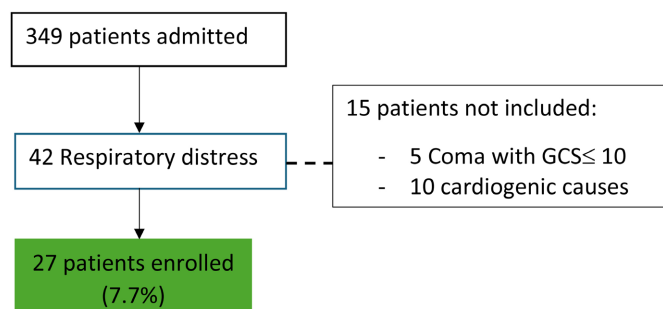 349 patients admitted
42 Respiratory distress
15 patients not included:
- 5 Coma with GCS≤ 10
- 10 cardiogenic causes
27 patients enrolled
(7.7%)